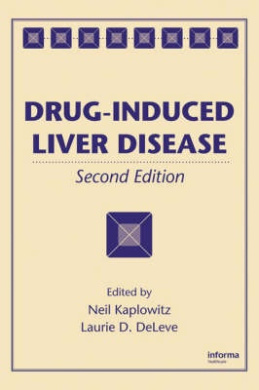 DRUG-INDUCED
LIVER DISEASE
Second Edition
Edited by
Neil Kaplowitz
Laurie D. DeLeve
informa
healthcare